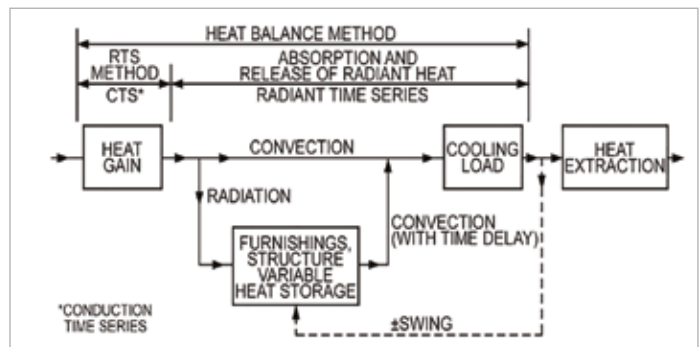 HEAT BALANCE METHOD
RTS
METHOD
CTS*
ABSORPTION AND
RELEASE OF RADIANT HEAT
RADIANT TIME SERIES
HEAT
GAIN
CONVECTION
COOLING
LOAD
HEAT
EXTRACTION
RADIATION
CONVECTION
(WITH TIME DELAY)
FURNISHINGS,
STRUCTURE
VARIABLE
HEAT STORAGE
*CONDUCTION
TIME SERIES
±SWING